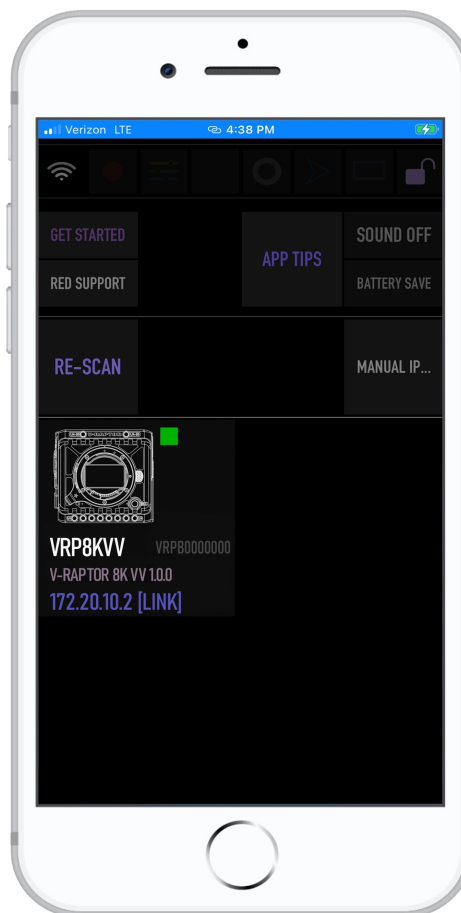 Verizon LTE 4:38 PM
GET STARTED
RED SUPPORT
APP TIPS
SOUND OFF
BATTERY SAVE
RE-SCAN
MANUAL IP...
V-RAPTOR
VRP8KVV VRPB0000000
V-RAPTOR 8K VV 1.0.0
172.20.10.2 [LINK]